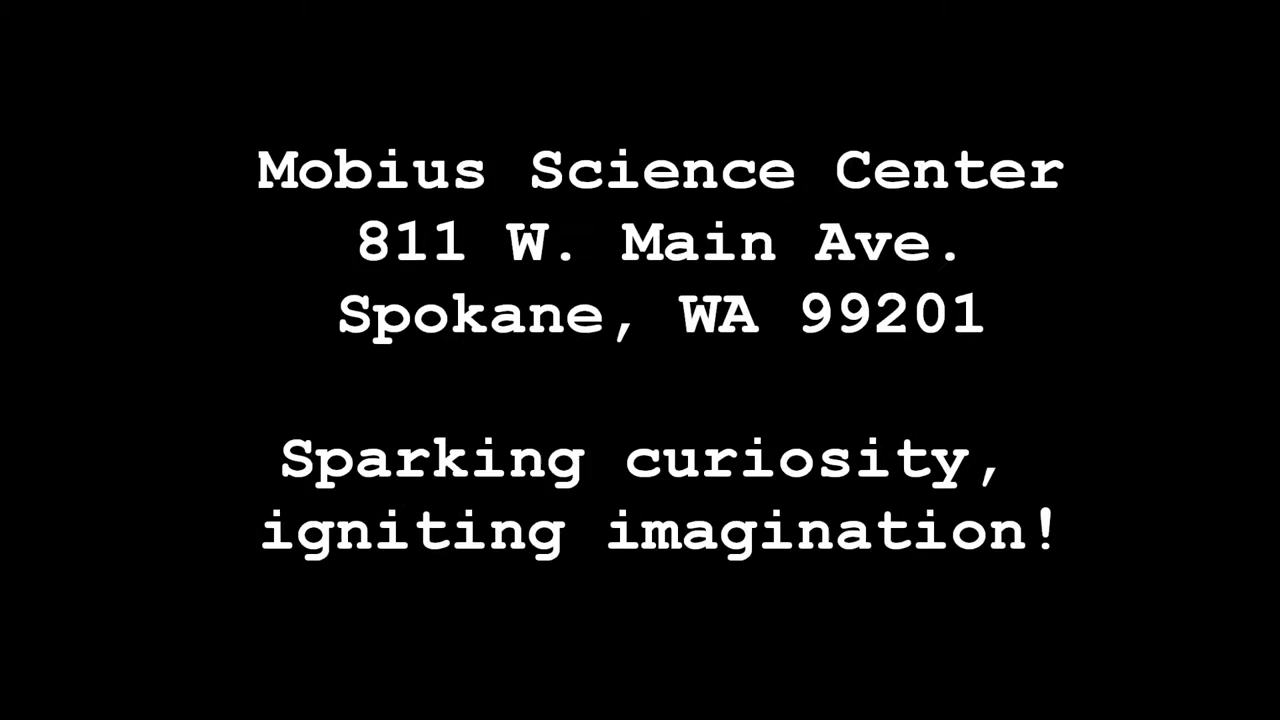 Mobius Science Center
811 W. Main Ave.
Spokane, WA 99201
Sparking curiosity,
igniting imagination!